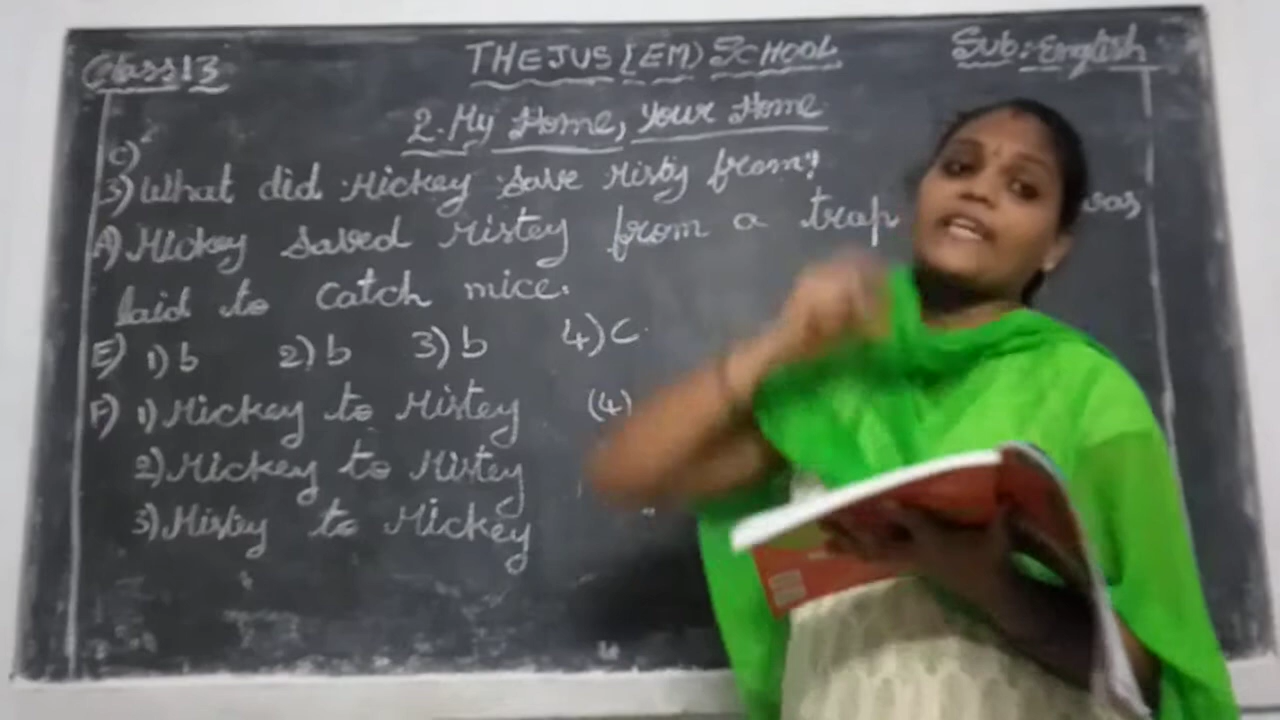 Class:3 THEJUS (EM) SCHOOL Sub:-English
2. My Home, Your Home
C)
3) What did Mickey save Misty from?
A) Mickey saved Mistey from a trap was
laid to catch mice.
E) 1) b 2) b 3) b 4) C.
F) 1) Mickey to Mistey (4)
2) Mickey to Mistey
3) Misty to Mickey